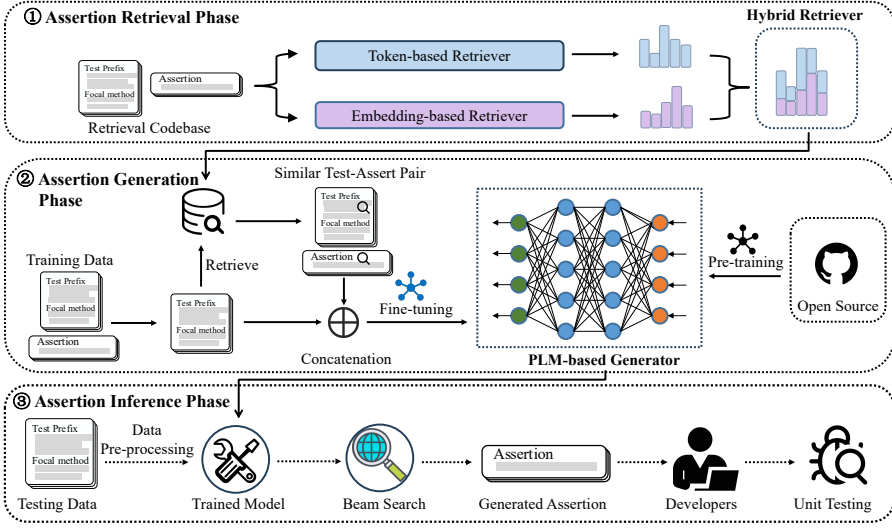 ① Assertion Retrieval Phase
Hybrid Retriever
Test Prefix
Focal method
Assertion
Retrieval Codebase
Token-based Retriever
Embedding-based Retriever
② Assertion Generation
Phase
Similar Test-Assert Pair
Test Prefix
Focal method
Assertion
Training Data
Test Prefix
Focal method
Assertion
Retrieve
Test Prefix
Focal method
Concatenation
Fine-tuning
PLM-based Generator
Pre-training
Open Source
③ Assertion Inference Phase
Test Prefix
Focal method
Testing Data
Data
Pre-processing
Trained Model
Beam Search
Assertion
Generated Assertion
Developers
Unit Testing